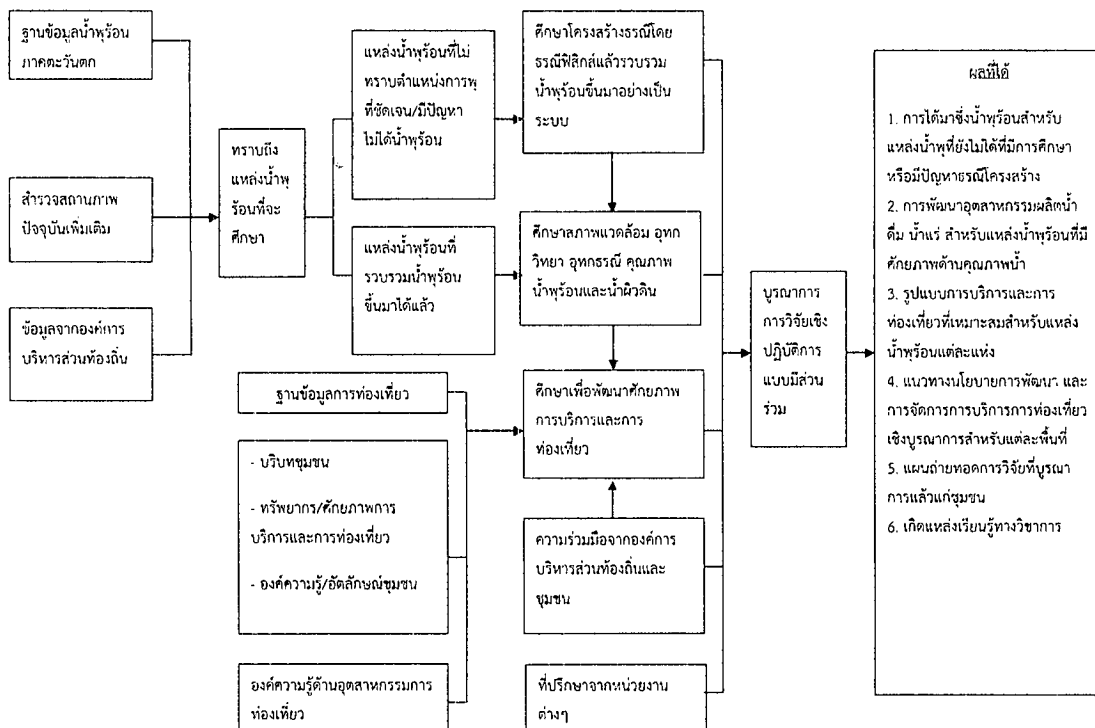 ฐานข้อมูลน้ำพุร้อน
ภาคตะวันตก
สำรวจสถานภาพ
ปัจจุบันเพิ่มเติม
ข้อมูลจากองค์การ
บริหารส่วนท้องถิ่น
ทราบถึง
แหล่งน้ำพุ
ร้อนที่จะ
ศึกษา
แหล่งน้ำพุร้อนที่ไม่
ทราบตำแหน่งการพุ
ที่ชัดเจน/มีปัญหา
ไม่ได้น้ำพุร้อน
แหล่งน้ำพุร้อนที่
รวบรวมน้ำพุร้อน
ขึ้นมาได้แล้ว
ฐานข้อมูลการท่องเที่ยว
- บริบทชุมชน
- ทรัพยากร/ศักยภาพการ
บริการและการท่องเที่ยว
- องค์ความรู้/อัตลักษณ์ชุมชน
องค์ความรู้ด้านอุตสาหกรรมการ
ท่องเที่ยว
ศึกษาโครงสร้างธรณีโดย
ธรณีฟิสิกส์แล้วรวบรวม
น้ำพุร้อนขึ้นมาอย่างเป็น
ระบบ
ศึกษาสภาพแวดล้อม อุทก
วิทยา อุทกธรณี คุณภาพ
น้ำพุร้อนและน้ำผิวดิน
ศึกษาเพื่อพัฒนาศักยภาพ
การบริการและการ
ท่องเที่ยว
ความร่วมมือจากองค์การ
บริหารส่วนท้องถิ่นและ
ชุมชน
ที่ปรึกษาจากหน่วยงาน
ต่างๆ
บูรณาการ
การวิจัยเชิง
ปฏิบัติการ
แบบมีส่วน
ร่วม
ผลที่ได้
1. การได้มาซึ่งน้ำพุร้อนสำหรับ
แหล่งน้ำพุที่ยังไม่ได้ที่มีการศึกษา
หรือมีปัญหาธรณีโครงสร้าง
2. การพัฒนาอุตสาหกรรมผลิตน้ำ
ดื่ม น้ำแร่ สำหรับแหล่งน้ำพุร้อนที่มี
ศักยภาพด้านคุณภาพน้ำ
3. รูปแบบการบริการและการ
ท่องเที่ยวที่เหมาะสมสำหรับแหล่ง
น้ำพุร้อนแต่ละแห่ง
4. แนวทางนโยบายการพัฒนา และ
การจัดการการบริการการท่องเที่ยว
เชิงบูรณาการสำหรับแต่ละพื้นที่
5. แผนถ่ายทอดการวิจัยที่บูรณา
การแล้วแก่ชุมชน
6. เกิดแหล่งเรียนรู้ทางวิชาการ